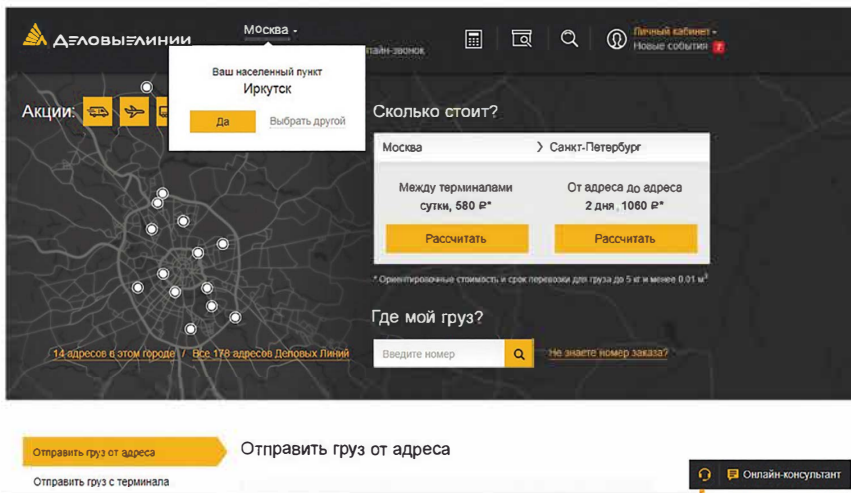 ДЕЛОВЫЕ ЛИНИИ
Москва
лайн-звонок
Личный кабинет
Новые события 7
Ваш населенный пункт
Иркутск
Да
Выбрать другой
Акции:
Сколько стоит?
Москва
Санкт-Петербург
Между терминалами
сутки, 580 ₽*
От адреса до адреса
2 дня, 1060 ₽*
Рассчитать
Рассчитать
* Ориентировочные стоимость и срок перевозки для груза до 5 кг и менее 0.01 м³
Где мой груз?
Введите номер
Не знаете номер заказа?
14 адресов в этом городе / Все 178 адресов Деловых Линий
Отправить груз от адреса
Отправить груз с терминала
Отправить груз от адреса
Онлайн-консультант